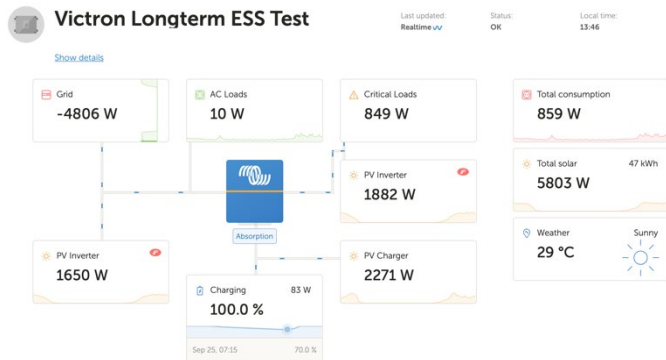 Victron Longterm ESS Test
Last updated:
Realtime
Status:
OK
Local time:
13:46
Show details
Grid
-4806 W
AC Loads
10 W
Critical Loads
849 W
Total consumption
859 W
PV Inverter
1882 W
Total solar
47 kWh
5803 W
Absorption
Weather
Sunny
29 °C
PV Inverter
1650 W
PV Charger
2271 W
Charging
83 W
100.0 %
Sep 25, 07:15
70.0 %